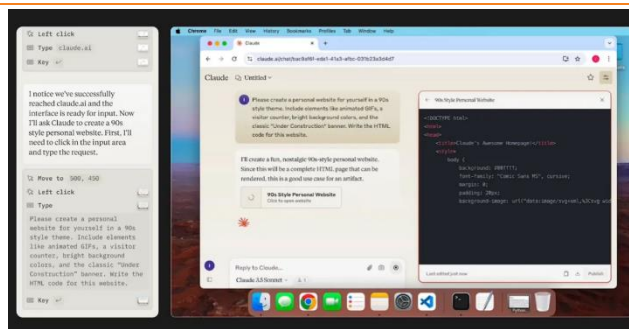 Left click
Type claude.ai
Key
I notice we've successfully
reached claude.ai and the
interface is ready for input. Now
I'll ask Claude to create a 90s
style personal website. First, I'll
need to click in the input
area and type the request.
Move to 500, 450
Left click
Type
Please create a personal
website for yourself in a 90s
style theme. Include elements
like animated GIFs, a visitor
counter, bright background
colors, and the classic "Under
Construction" banner. Write the
HTML code for this website.
Key
Chrome File Edit View History Bookmarks Profiles Tab Window Help
Claude
Claude Untitled
Please create a personal website for yourself in a 90s
style theme. Include elements like animated GIFs, a
visitor counter, bright background colors, and the
classic "Under Construction" banner. Write the HTML
code for this website.
I'll create a fun, nostalgic 90s-style personal website.
Since this will be a complete HTML page that can be
rendered, this is a good use case for an artifact.
90s Style Personal Website
Click to open website
Reply to Claude...
90s Style Personal Website
<!DOCTYPE html>
<html>
<head>
<title>Claude's Awesome Homepage!</title>
<style>
body {
margin: 0;
padding: 20px;
Last edited just now
Publish